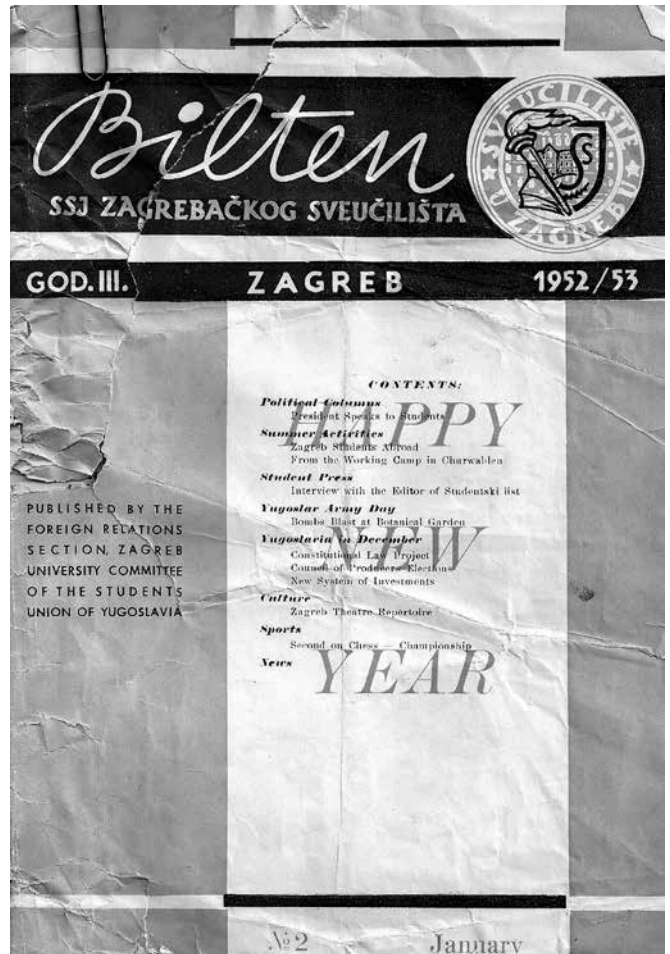 Bilten
SSJ ZAGREBAČKOG SVEUČILIŠTA
SVEUČILIŠTE
U ZAGREBU
GOD. III.
ZAGREB
1952/53
CONTENTS:
Political Columns
President Speaks to Students
Summer Activities
Zagreb Students Abroad
From the Working Camp in Churwalden
Student Press
Interview with the Editor of Studentski list
Yugoslav Army Day
Bombs Blast at Botanical Garden
Yugoslavia in December
Constitutional Law Project
Council of Producers Election
New System of Investments
Culture
Zagreb Theatre Repertoire
Sports
Second on Chess — Championship
News
HAPPY
NEW
YEAR
PUBLISHED BY THE
FOREIGN RELATIONS
SECTION, ZAGREB
UNIVERSITY COMMITTEE
OF THE STUDENTS
UNION OF YUGOSLAVIA
№ 2
January